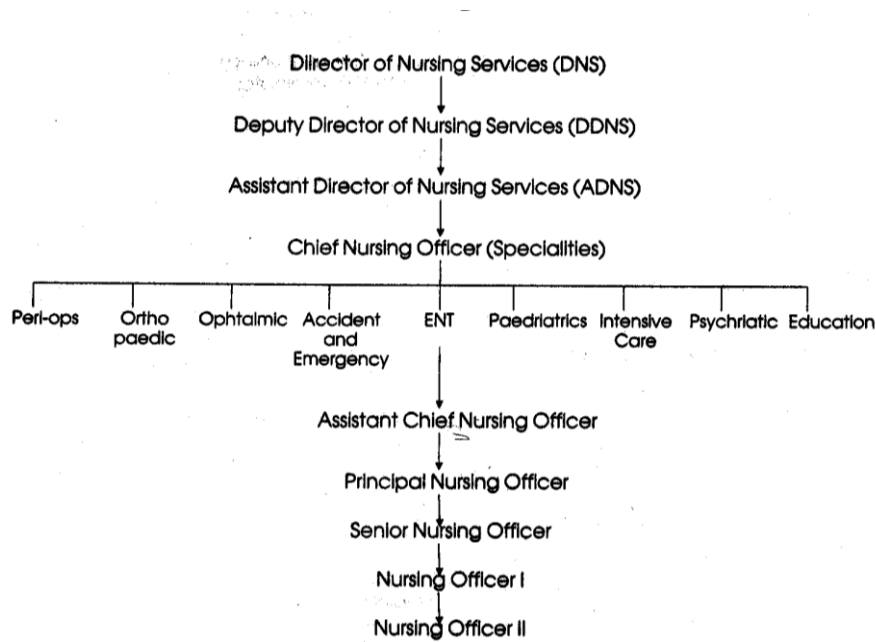 Diirector of Nursing Services (DNS)
Deputy Director of Nursing Services (DDNS)
Assistant Director of Nursing Services (ADNS)
Chief Nursing Officer (Specialities)
Peri-ops
Ortho
paedic
Ophtalmic
Accident
and
Emergency
ENT
Paedriatrics
Intensive
Care
Psychriatic
Education
Assistant Chief Nursing Officer
Principal Nursing Officer
Senior Nursing Officer
Nursing Officer I
Nursing Officer II